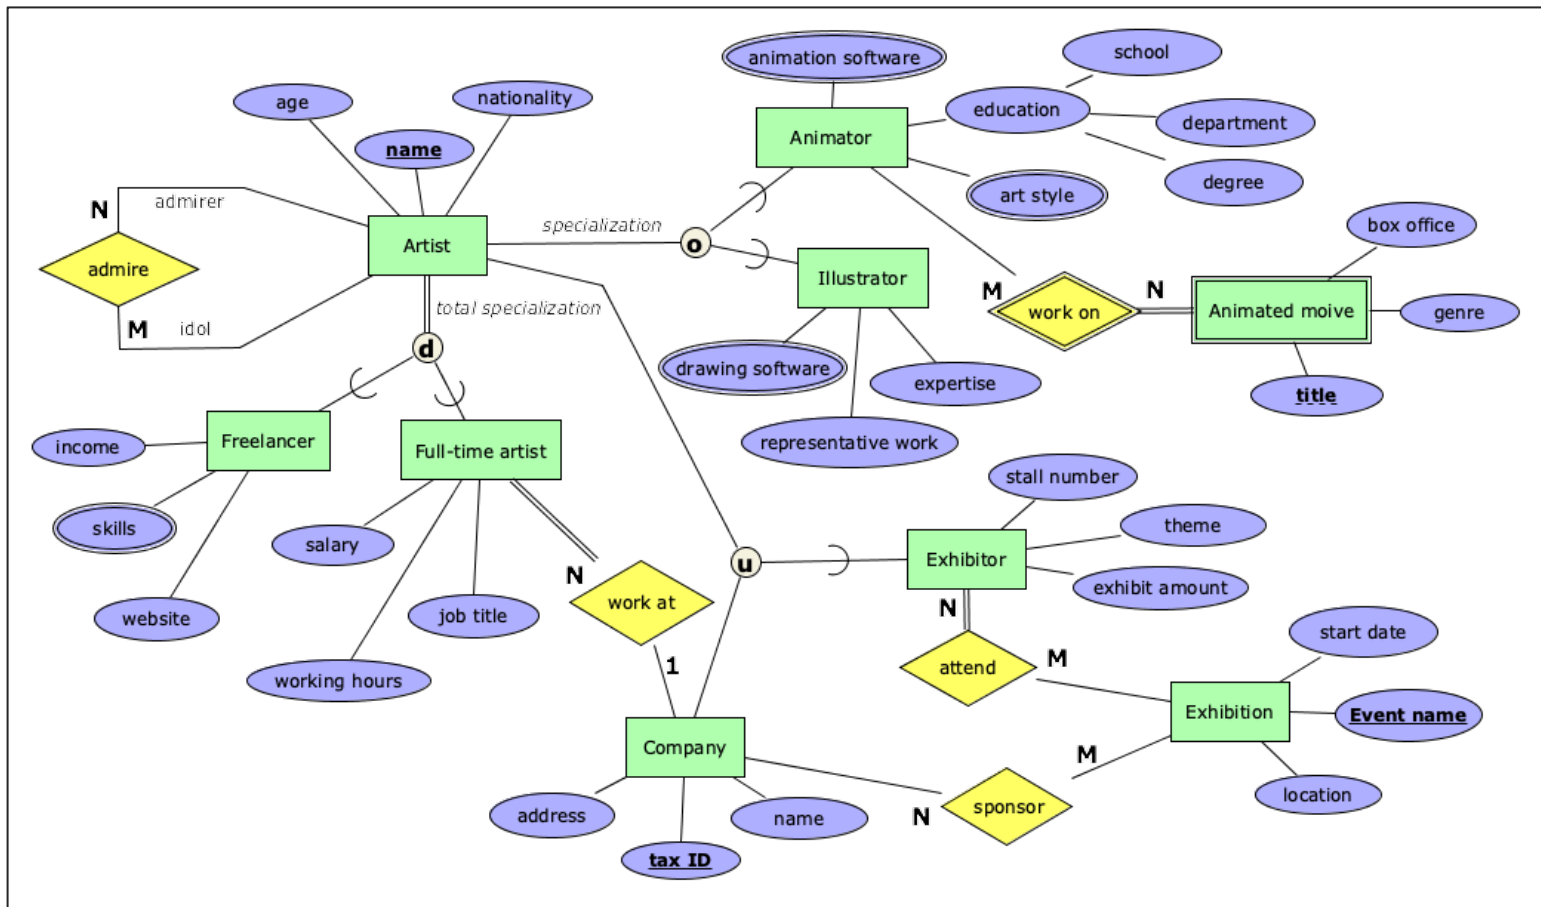 animation software
school
age
nationality
education
department
name
Animator
degree
art style
N
admirer
specialization
o
box office
Artist
admire
Illustrator
M
N
work on
Animated moive
genre
M
idol
total specialization
d
drawing software
expertise
title
income
Freelancer
Full-time artist
representative work
stall number
skills
salary
theme
N
u
Exhibitor
exhibit amount
website
job title
work at
N
start date
working hours
1
attend
M
Exhibition
Event name
Company
M
address
name
N
sponsor
location
tax ID